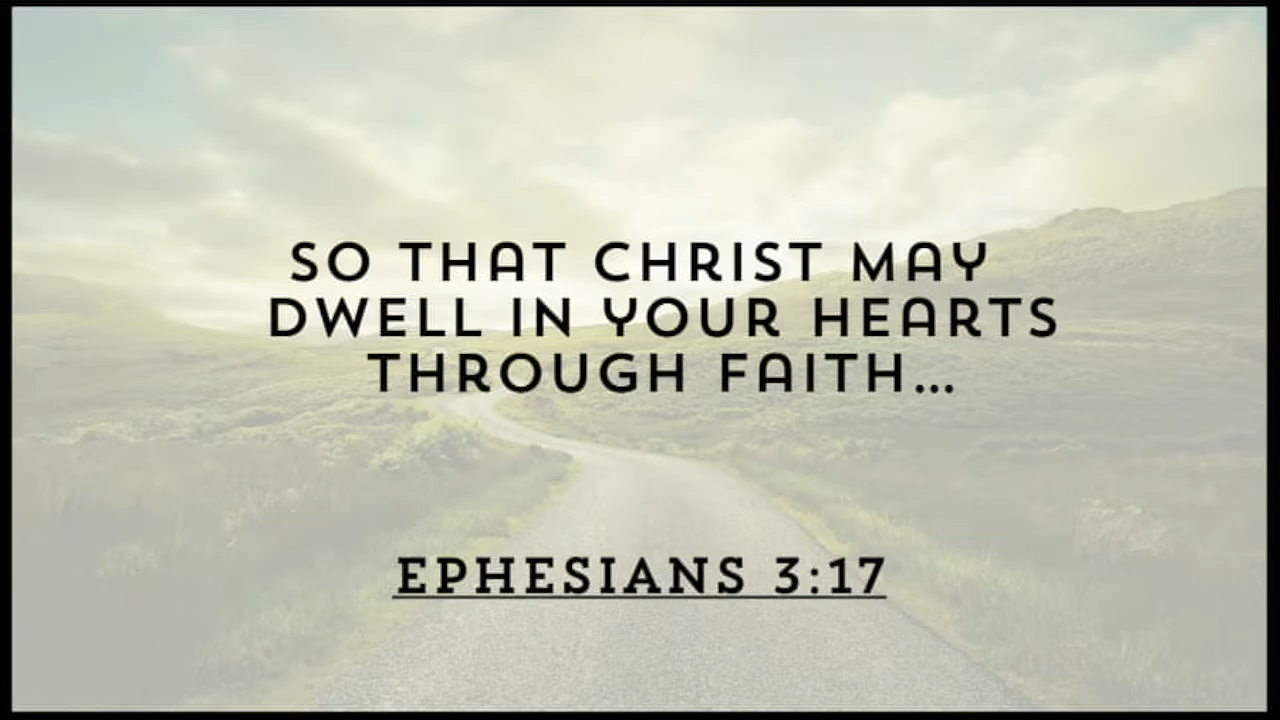 SO THAT CHRIST MAY
DWELL IN YOUR HEARTS
THROUGH FAITH...
EPHESIANS 3:17